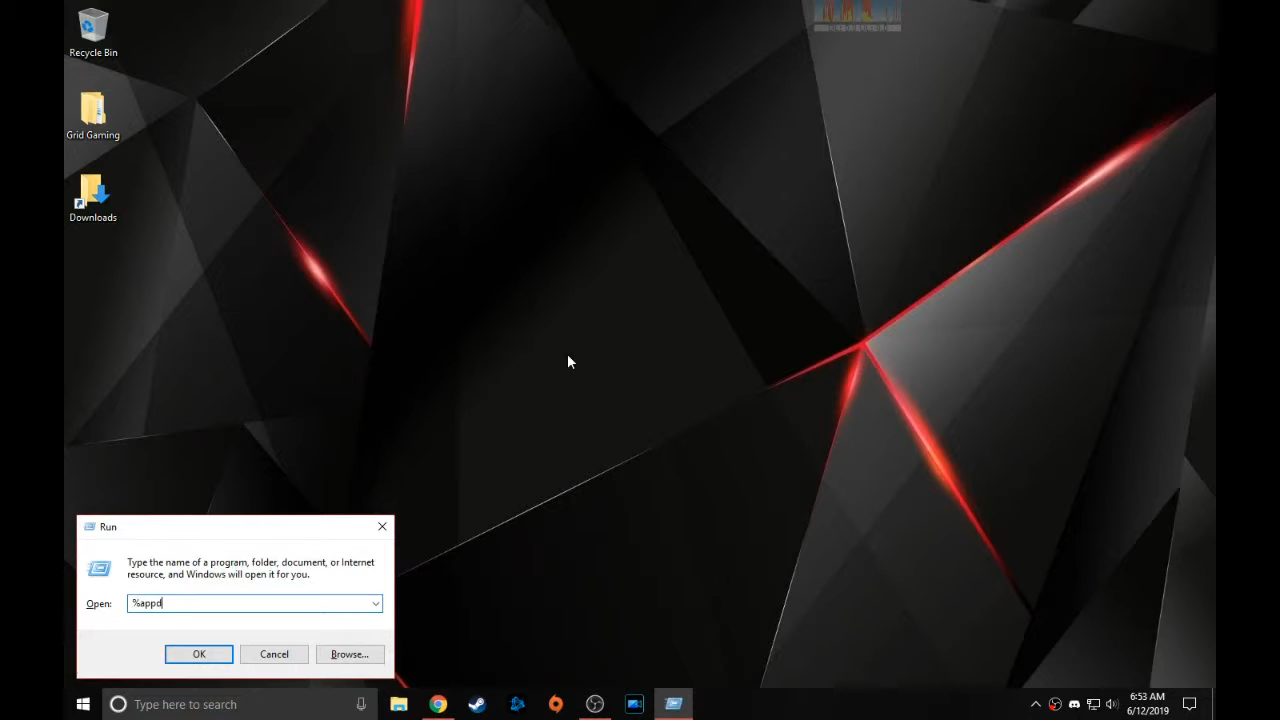 Recycle Bin
Grid Gaming
Downloads
Run
Type the name of a program, folder, document, or Internet
resource, and Windows will open it for you.
Open: %appd
OK Cancel Browse...
Type here to search
6:53 AM
6/12/2019